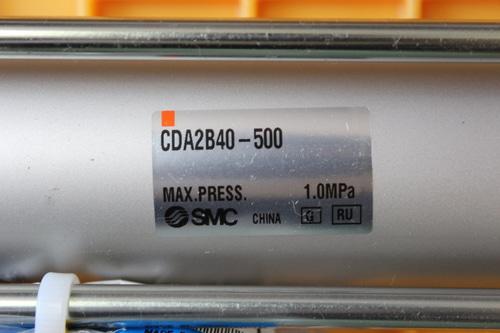 CDA2B40-500
MAX.PRESS. 1.0MPa
SMC CHINA G RU